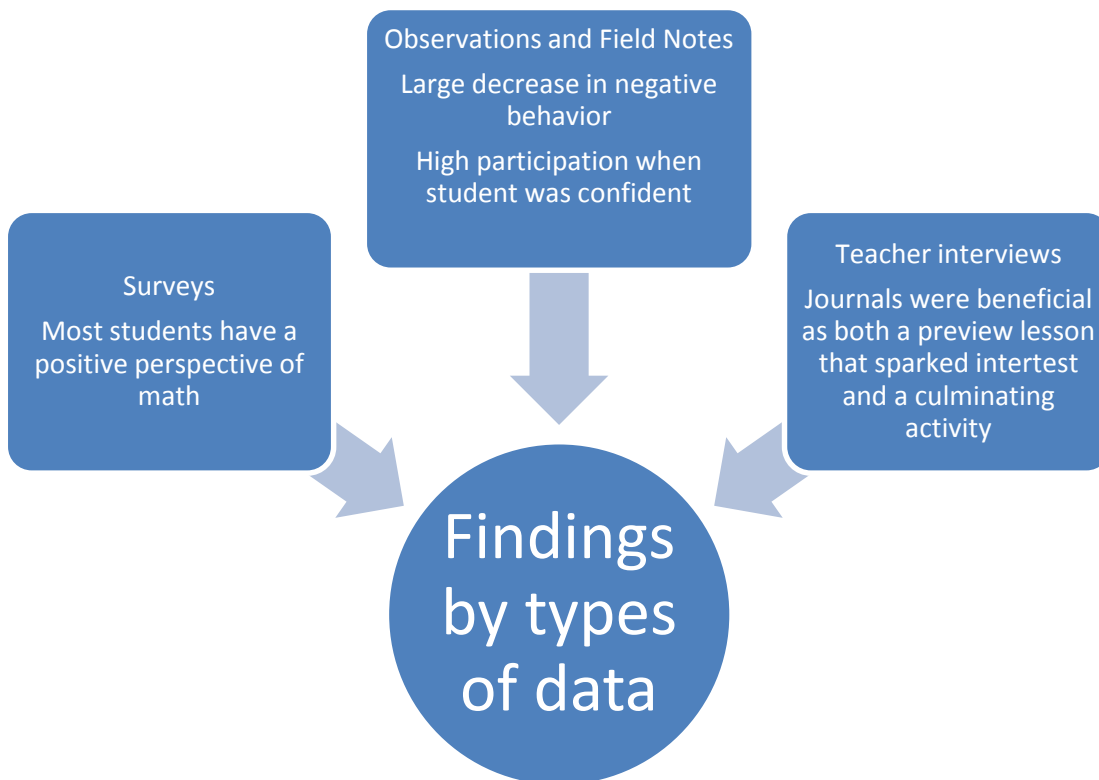 Observations and Field Notes
Large decrease in negative
behavior
High participation when
student was confident
Surveys
Most students have a
positive perspective of
math
Teacher interviews
Journals were beneficial
as both a preview lesson
that sparked intertest
and a culminating
activity
Findings
by types
of data